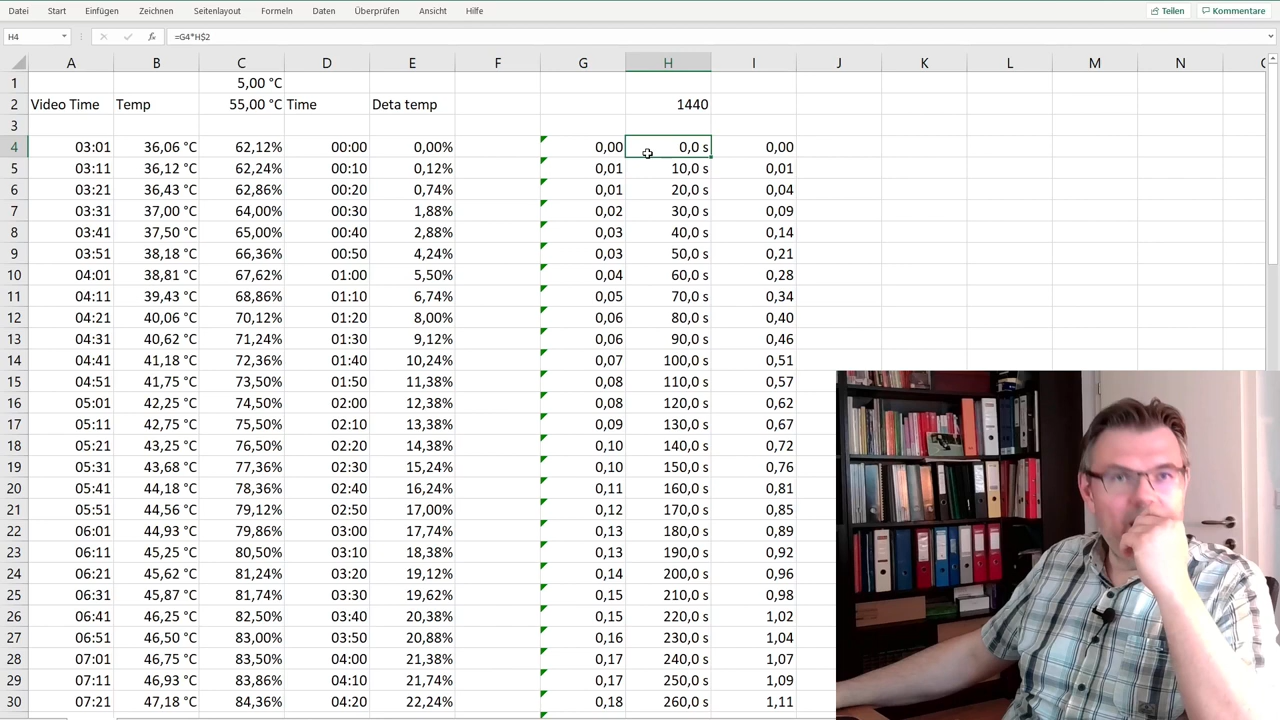 Datei Start Einfügen Zeichnen Seitenlayout Formeln Daten Überprüfen Ansicht Hilfe Teilen Kommentare
H4 fx =G4*H$2
A B C D E F G H I J K L M N
1 5,00 °C
2 Video Time Temp 55,00 °C Time Deta temp 1440
3
4 03:01 36,06 °C 62,12% 00:00 0,00% 0,00 0,0 s 0,00
5 03:11 36,12 °C 62,24% 00:10 0,12% 0,01 10,0 s 0,01
6 03:21 36,43 °C 62,86% 00:20 0,74% 0,01 20,0 s 0,04
7 03:31 37,00 °C 64,00% 00:30 1,88% 0,02 30,0 s 0,09
8 03:41 37,50 °C 65,00% 00:40 2,88% 0,03 40,0 s 0,14
9 03:51 38,18 °C 66,36% 00:50 4,24% 0,03 50,0 s 0,21
10 04:01 38,81 °C 67,62% 01:00 5,50% 0,04 60,0 s 0,28
11 04:11 39,43 °C 68,86% 01:10 6,74% 0,05 70,0 s 0,34
12 04:21 40,06 °C 70,12% 01:20 8,00% 0,06 80,0 s 0,40
13 04:31 40,62 °C 71,24% 01:30 9,12% 0,06 90,0 s 0,46
14 04:41 41,18 °C 72,36% 01:40 10,24% 0,07 100,0 s 0,51
15 04:51 41,75 °C 73,50% 01:50 11,38% 0,08 110,0 s 0,57
16 05:01 42,25 °C 74,50% 02:00 12,38% 0,08 120,0 s 0,62
17 05:11 42,75 °C 75,50% 02:10 13,38% 0,09 130,0 s 0,67
18 05:21 43,25 °C 76,50% 02:20 14,38% 0,10 140,0 s 0,72
19 05:31 43,68 °C 77,36% 02:30 15,24% 0,10 150,0 s 0,76
20 05:41 44,18 °C 78,36% 02:40 16,24% 0,11 160,0 s 0,81
21 05:51 44,56 °C 79,12% 02:50 17,00% 0,12 170,0 s 0,85
22 06:01 44,93 °C 79,86% 03:00 17,74% 0,13 180,0 s 0,89
23 06:11 45,25 °C 80,50% 03:10 18,38% 0,13 190,0 s 0,92
24 06:21 45,62 °C 81,24% 03:20 19,12% 0,14 200,0 s 0,96
25 06:31 45,87 °C 81,74% 03:30 19,62% 0,15 210,0 s 0,98
26 06:41 46,25 °C 82,50% 03:40 20,38% 0,15 220,0 s 1,02
27 06:51 46,50 °C 83,00% 03:50 20,88% 0,16 230,0 s 1,04
28 07:01 46,75 °C 83,50% 04:00 21,38% 0,17 240,0 s 1,07
29 07:11 46,93 °C 83,86% 04:10 21,74% 0,17 250,0 s 1,09
30 07:21 47,18 °C 84,36% 04:20 22,24% 0,18 260,0 s 1,11